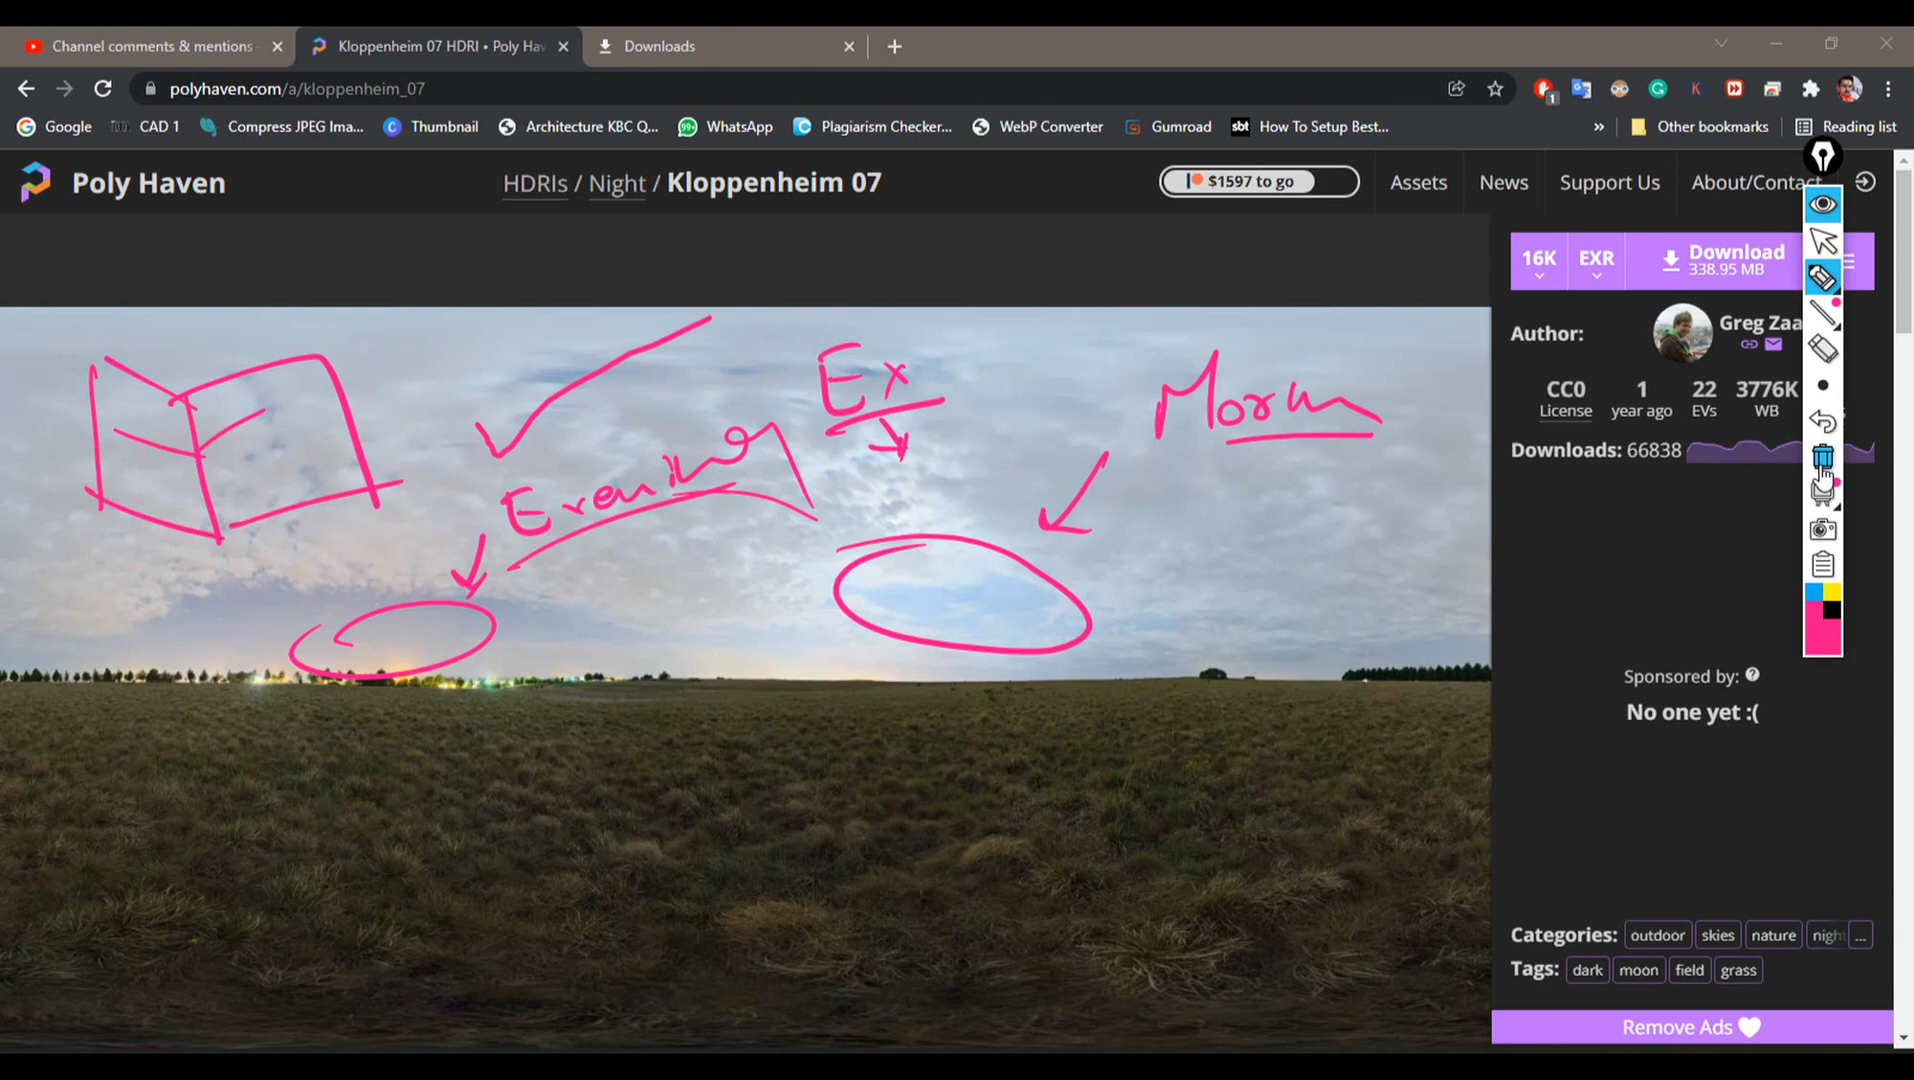 Channel comments & mentions
Kloppenheim 07 HDRI • Poly Hav
Downloads
polyhaven.com/a/kloppenheim_07
1
Google
CAD 1
Compress JPEG Ima...
Thumbnail
Architecture KBC Q...
99+
WhatsApp
Plagiarism Checker...
WebP Converter
Gumroad
sbt
How To Setup Best...
»
Other bookmarks
Reading list
Poly Haven
HDRIs / Night / Kloppenheim 07
$1597 to go
Assets
News
Support Us
About/Contact
16K
EXR
Download
338.95 MB
Author:
Greg Zaa
CC0
License
1
year ago
22
EVs
3776K
WB
Downloads: 66838
Ex
Evening
Morn
Sponsored by:
No one yet :(
Categories: outdoor skies nature night ...
Tags: dark moon field grass
Remove Ads